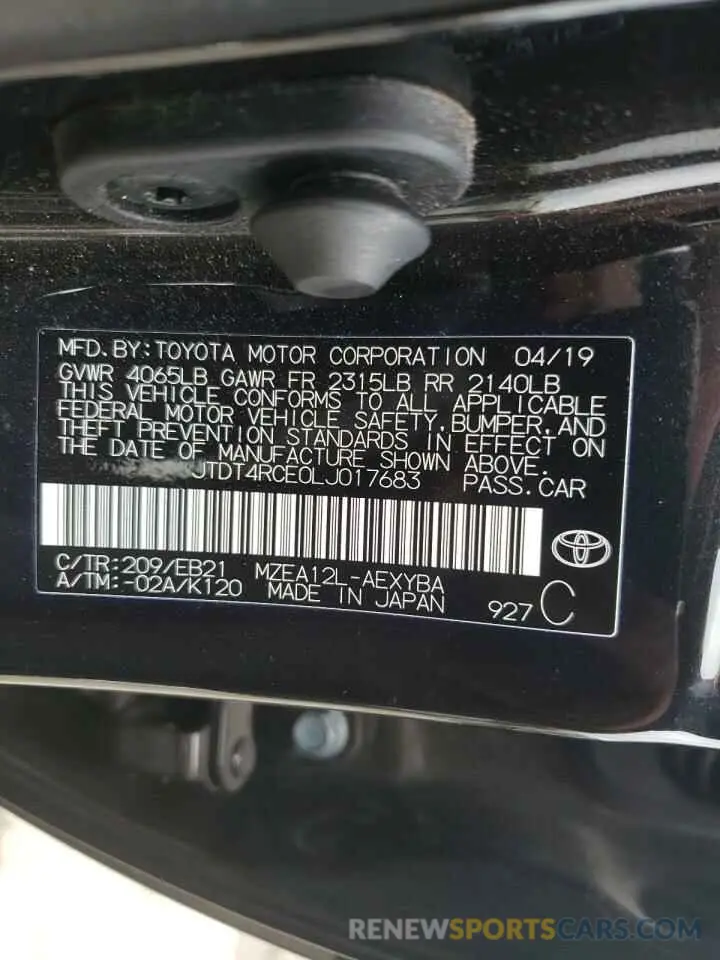 MFD. BY: TOYOTA MOTOR CORPORATION 04/19
GVWR 4065LB GAWR FR 2315LB RR 2140LB
THIS VEHICLE CONFORMS TO ALL APPLICABLE
FEDERAL MOTOR VEHICLE SAFETY, BUMPER, AND
THEFT PREVENTION STANDARDS IN EFFECT ON
THE DATE OF MANUFACTURE SHOWN ABOVE.
JTDT4RCE0LJ017683 PASS. CAR
C/TR: 209/EB21 MZEA12L-AEXYBA
A/TM: -02A/K120 MADE IN JAPAN 927 C
RENEWSPORTSCARS.COM